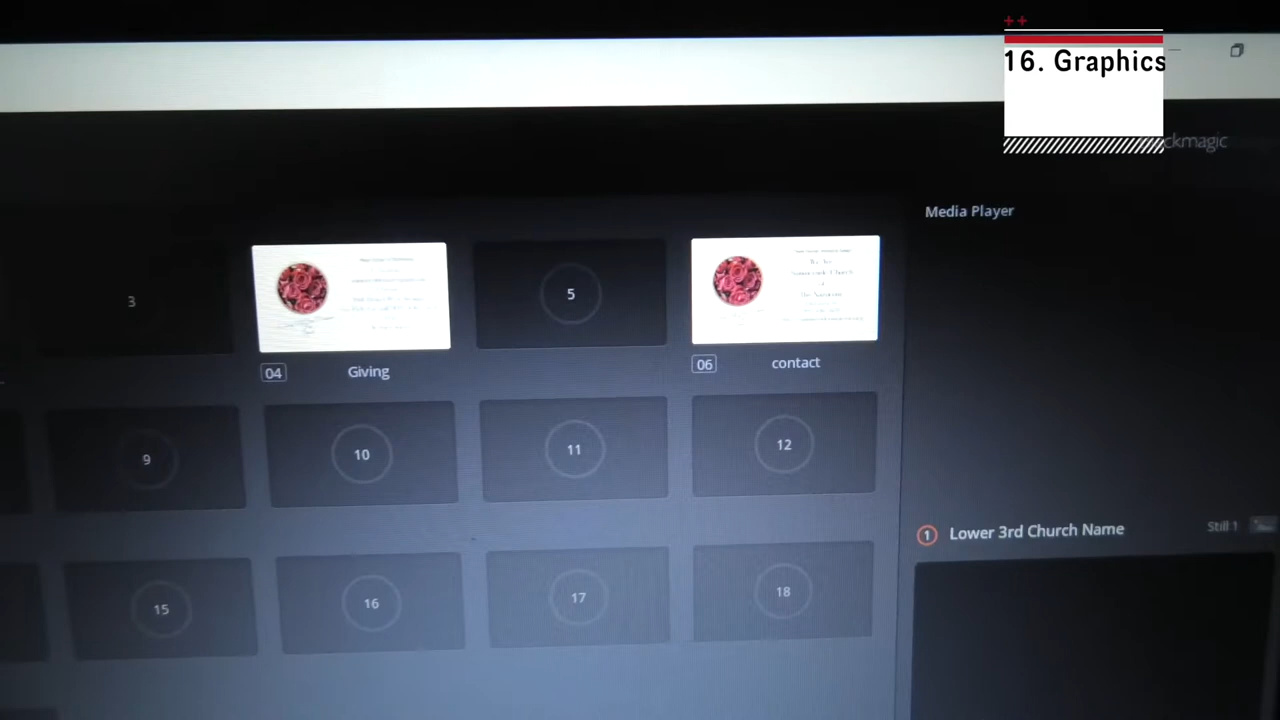 ++
16. Graphics
ckmagic
Media Player
3
5
04
Giving
06
contact
9
10
11
12
1
Lower 3rd Church Name
Still 1
15
16
17
18